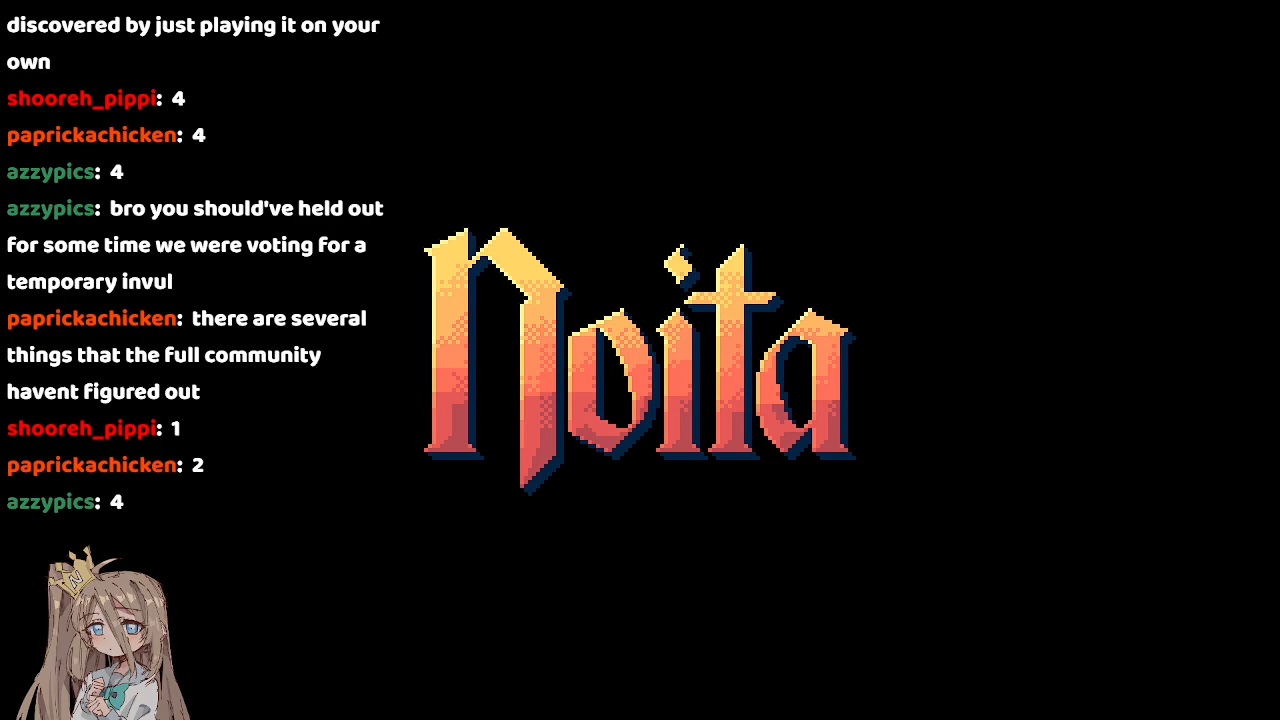 discovered by just playing it on your
own
shooreh_pippi: 4
paprickachicken: 4
azzypics: 4
azzypics: bro you should've held out
for some time we were voting for a
temporary invul
paprickachicken: there are several
things that the full community
havent figured out
shooreh_pippi: 1
paprickachicken: 2
azzypics: 4
Noita
N